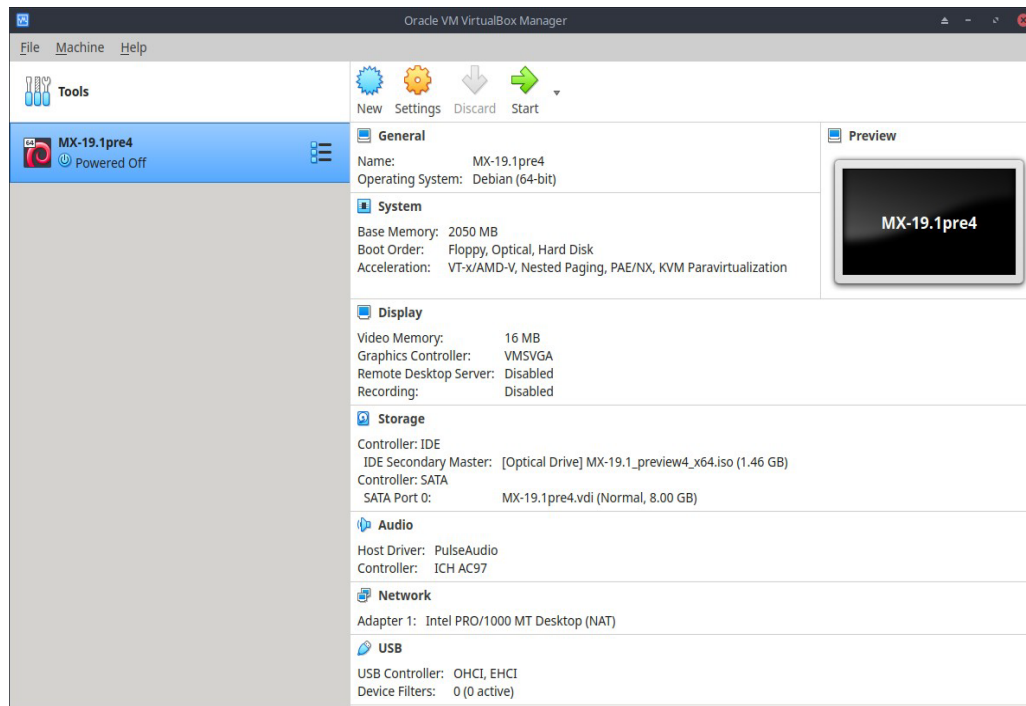 Oracle VM VirtualBox Manager
File Machine Help
Tools
New Settings Discard Start
64
MX-19.1pre4
Powered Off
General
Name: MX-19.1pre4
Operating System: Debian (64-bit)
Preview
MX-19.1pre4
System
Base Memory: 2050 MB
Boot Order: Floppy, Optical, Hard Disk
Acceleration: VT-x/AMD-V, Nested Paging, PAE/NX, KVM Paravirtualization
Display
Video Memory: 16 MB
Graphics Controller: VMSVGA
Remote Desktop Server: Disabled
Recording: Disabled
Storage
Controller: IDE
IDE Secondary Master: [Optical Drive] MX-19.1_preview4_x64.iso (1.46 GB)
Controller: SATA
SATA Port 0: MX-19.1pre4.vdi (Normal, 8.00 GB)
Audio
Host Driver: PulseAudio
Controller: ICH AC97
Network
Adapter 1: Intel PRO/1000 MT Desktop (NAT)
USB
USB Controller: OHCI, EHCI
Device Filters: 0 (0 active)